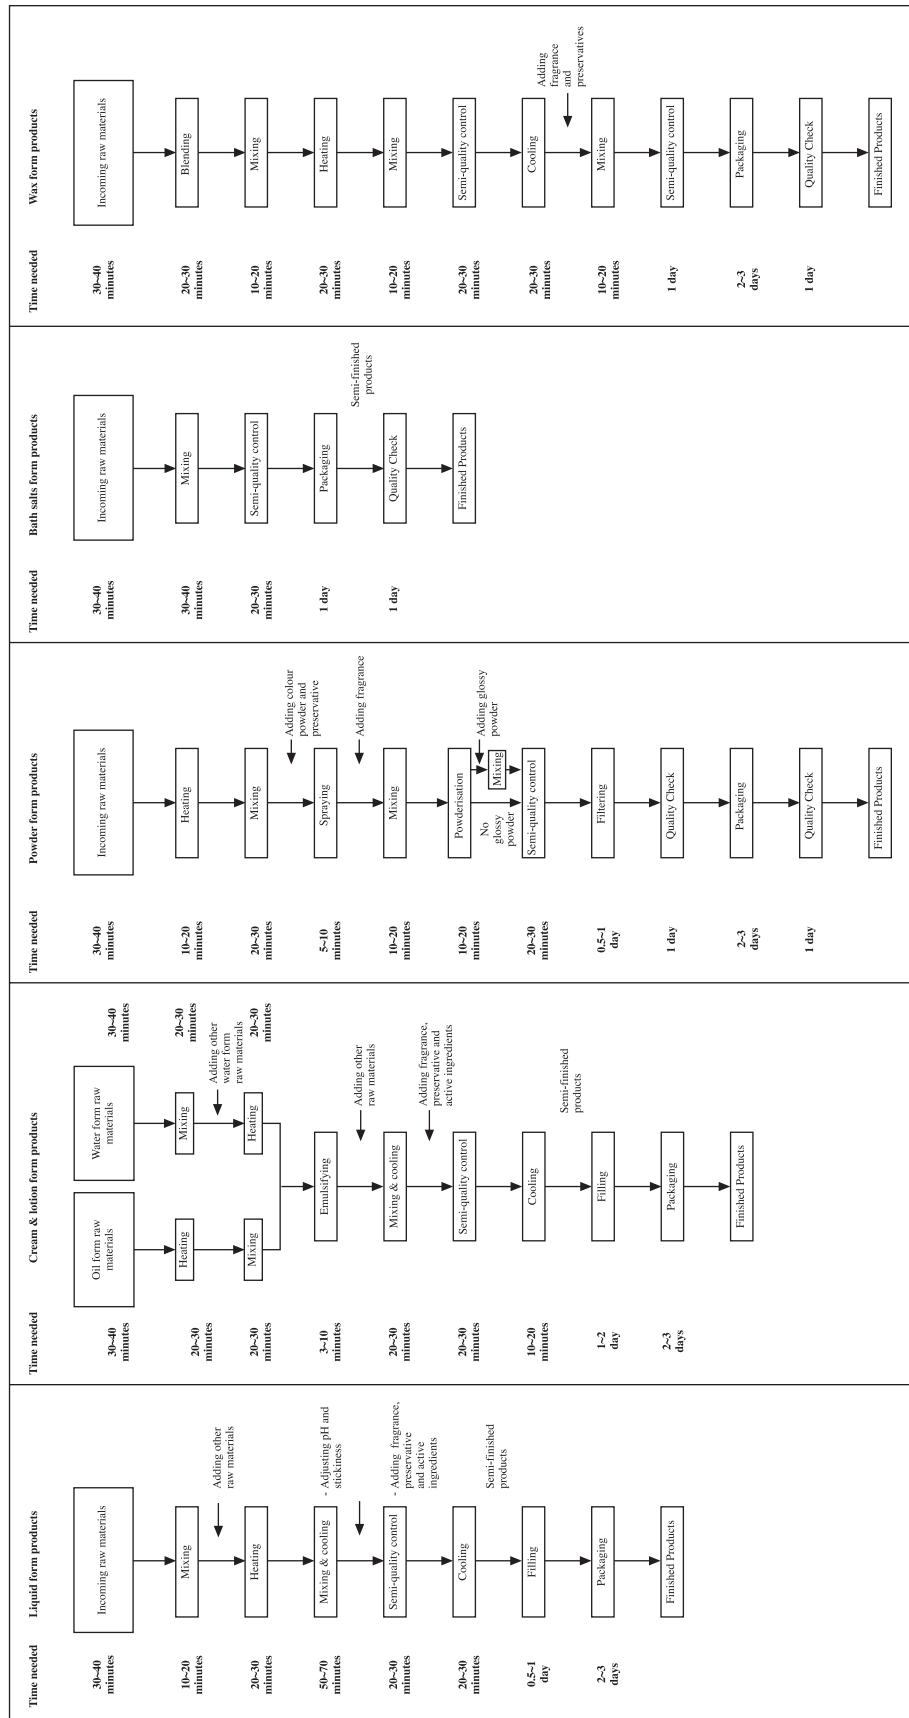 Liquid form products
Time needed
Incoming raw materials
30~40
minutes
Mixing
10~20
minutes
Adding other
raw materials
Heating
20~30
minutes
Mixing & cooling
50~70
minutes
- Adjusting pH and
stickiness
- Adding fragrance,
preservative
and active
ingredients
Semi-quality control
20~30
minutes
Cooling
20~30
minutes
Semi-finished
products
Filling
0.5~1
day
Packaging
2~3
days
Finished Products
Cream & lotion form products
Time needed
Oil form raw
materials
30~40
minutes
Water form raw
materials
30~40
minutes
Heating
20~30
minutes
Mixing
20~30
minutes
Adding other
water form
raw materials
Mixing
20~30
minutes
Heating
20~30
minutes
Emulsifying
3~10
minutes
Adding other
raw materials
Mixing & cooling
20~30
minutes
Adding fragrance,
preservative and
active ingredients
Semi-quality control
20~30
minutes
Cooling
10~20
minutes
Semi-finished
products
Filling
1~2
day
Packaging
2~3
days
Finished Products
Powder form products
Time needed
Incoming raw materials
30~40
minutes
Heating
10~20
minutes
Mixing
20~30
minutes
Adding colour
powder and
preservative
Spraying
5~10
minutes
Adding fragrance
Mixing
10~20
minutes
Powderisation
10~20
minutes
Adding glossy
powder
Mixing
No
glossy
powder
Semi-quality control
20~30
minutes
Filtering
0.5~1
day
Quality Check
1 day
Packaging
2~3
days
Quality Check
1 day
Finished Products
Bath salts form products
Time needed
Incoming raw materials
30~40
minutes
Mixing
30~40
minutes
Semi-quality control
20~30
minutes
Packaging
1 day
Semi-finished
products
Quality Check
1 day
Finished Products
Wax form products
Time needed
Incoming raw materials
30~40
minutes
Blending
20~30
minutes
Mixing
10~20
minutes
Heating
20~30
minutes
Mixing
10~20
minutes
Semi-quality control
20~30
minutes
Cooling
20~30
minutes
Adding
fragrance
and
preservatives
Mixing
10~20
minutes
Semi-quality control
1 day
Packaging
2~3
days
Quality Check
1 day
Finished Products